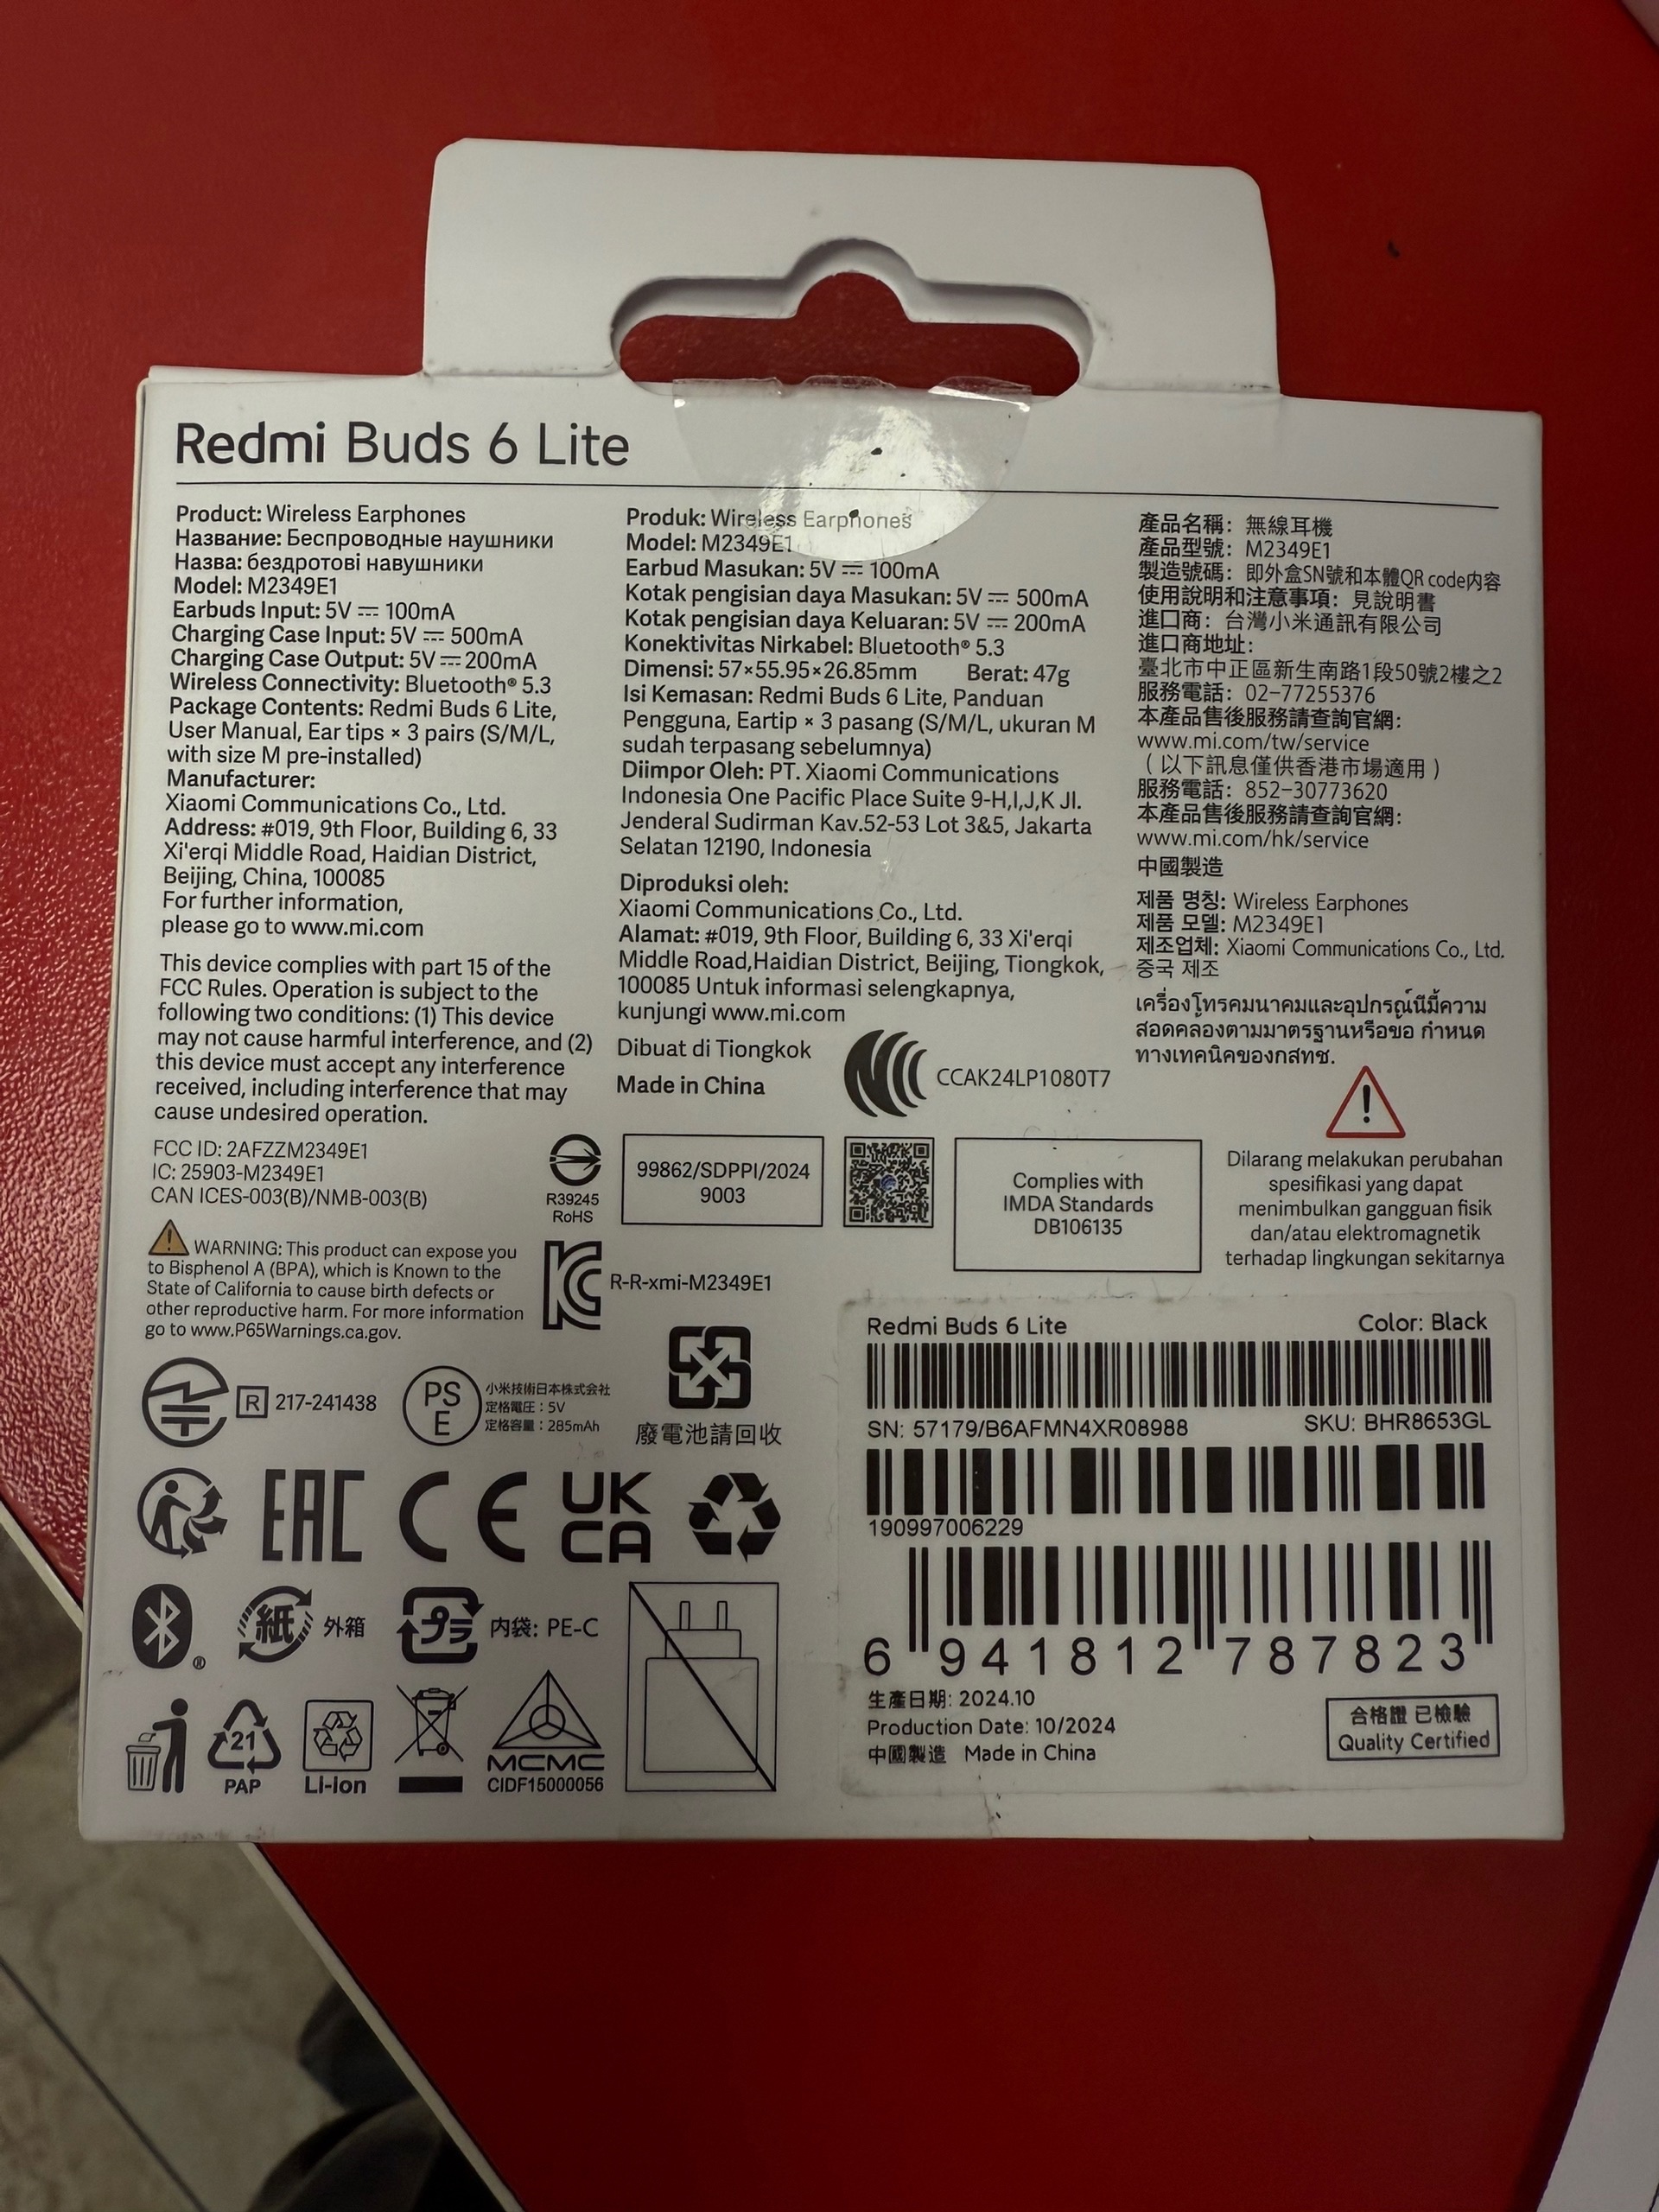 Redmi Buds 6 Lite
Product: Wireless Earphones
Название: Беспроводные наушники
Назва: бездротові навушники
Model: M2349E1
Earbuds Input: 5V ⎓ 100mA
Charging Case Input: 5V ⎓ 500mA
Charging Case Output: 5V ⎓ 200mA
Wireless Connectivity: Bluetooth® 5.3
Package Contents: Redmi Buds 6 Lite,
User Manual, Ear tips × 3 pairs (S/M/L,
with size M pre-installed)
Manufacturer:
Xiaomi Communications Co., Ltd.
Address: #019, 9th Floor, Building 6, 33
Xi'erqi Middle Road, Haidian District,
Beijing, China, 100085
For further information,
please go to www.mi.com
This device complies with part 15 of the
FCC Rules. Operation is subject to the
following two conditions: (1) This device
may not cause harmful interference, and (2)
this device must accept any interference
received, including interference that may
cause undesired operation.
FCC ID: 2AFZZM2349E1
IC: 25903-M2349E1
CAN ICES-003(B)/NMB-003(B)
WARNING: This product can expose you
to Bisphenol A (BPA), which is Known to the
State of California to cause birth defects or
other reproductive harm. For more information
go to www.P65Warnings.ca.gov.
Produk: Wireless Earphones
Model: M2349E1
Earbud Masukan: 5V ⎓ 100mA
Kotak pengisian daya Masukan: 5V ⎓ 500mA
Kotak pengisian daya Keluaran: 5V ⎓ 200mA
Konektivitas Nirkabel: Bluetooth® 5.3
Dimensi: 57×55.95×26.85mm Berat: 47g
Isi Kemasan: Redmi Buds 6 Lite, Panduan
Pengguna, Eartip × 3 pasang (S/M/L, ukuran M
sudah terpasang sebelumnya)
Diimpor Oleh: PT. Xiaomi Communications
Indonesia One Pacific Place Suite 9-H,I,J,K Jl.
Jenderal Sudirman Kav.52-53 Lot 3&5, Jakarta
Selatan 12190, Indonesia
Diproduksi oleh:
Xiaomi Communications Co., Ltd.
Alamat: #019, 9th Floor, Building 6, 33 Xi'erqi
Middle Road,Haidian District, Beijing, Tiongkok,
100085 Untuk informasi selengkapnya,
kunjungi www.mi.com
Dibuat di Tiongkok
Made in China
CCAK24LP1080T7
產品名稱：無線耳機
產品型號：M2349E1
製造號碼：即外盒SN號和本體QR code內容
使用說明和注意事項：見說明書
進口商：台灣小米通訊有限公司
進口商地址：
臺北市中正區新生南路1段50號2樓之2
服務電話：02-77255376
本產品售後服務請查詢官網：
www.mi.com/tw/service
（以下訊息僅供香港市場適用）
服務電話：852-30773620
本產品售後服務請查詢官網：
www.mi.com/hk/service
中國製造
제품 명칭: Wireless Earphones
제품 모델: M2349E1
제조업체: Xiaomi Communications Co., Ltd.
중국 제조
เครื่องโทรคมนาคมและอุปกรณ์นี้มีความ
สอดคล้องตามมาตรฐานหรือข้อ กำหนด
ทางเทคนิคของกสทช.
R39245
RoHS
99862/SDPPI/2024
9003
Complies with
IMDA Standards
DB106135
Dilarang melakukan perubahan
spesifikasi yang dapat
menimbulkan gangguan fisik
dan/atau elektromagnetik
terhadap lingkungan sekitarnya
R-R-xmi-M2349E1
R 217-241438
PS
E
小米技術日本株式会社
定格電圧：5V
定格容量：285mAh
廢電池請回收
EAC CE UK
CA
紙 外箱
プラ 内袋: PE-C
21
PAP
Li-ion
MCMC
CIDF15000056
Redmi Buds 6 Lite Color: Black
SN: 57179/B6AFMN4XR08988 SKU: BHR8653GL
190997006229
6 941812 787823
生產日期: 2024.10
Production Date: 10/2024
中國製造 Made in China
合格證 已檢驗
Quality Certified